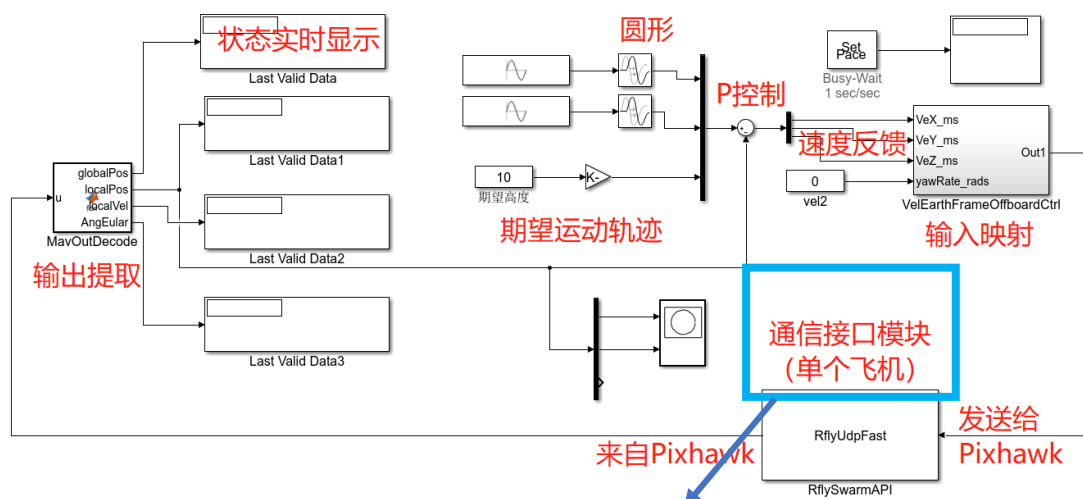 状态实时显示
Last Valid Data
圆形
Set
Pace
Busy-Wait
1 sec/sec
P控制
Last Valid Data1
速度反馈
VeX_ms
VeY_ms
VeZ_ms
yawRate_rads
Out1
VelEarthFrameOffboardCtrl
0
vel2
输入映射
u
globalPos
localPos
localVel
AngEular
MavOutDecode
输出提取
10
期望高度
K-
期望运动轨迹
Last Valid Data2
Last Valid Data3
通信接口模块
（单个飞机）
来自Pixhawk
RflyUdpFast
RflySwarmAPI
发送给
Pixhawk